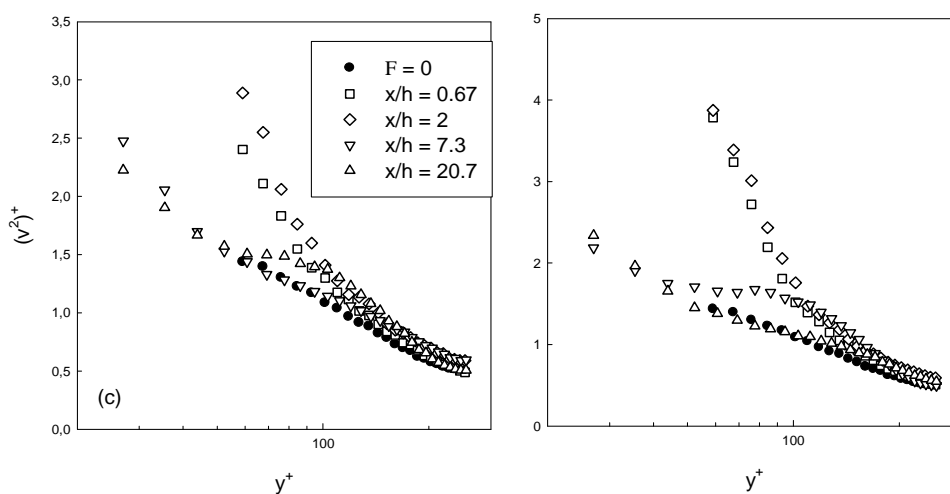 3,5
3,0
2,5
2,0
1,5
1,0
0,5
0,0
(v²)⁺
(c)
100
y⁺
F = 0
x/h = 0.67
x/h = 2
x/h = 7.3
x/h = 20.7
5
4
3
2
1
0
100
y⁺